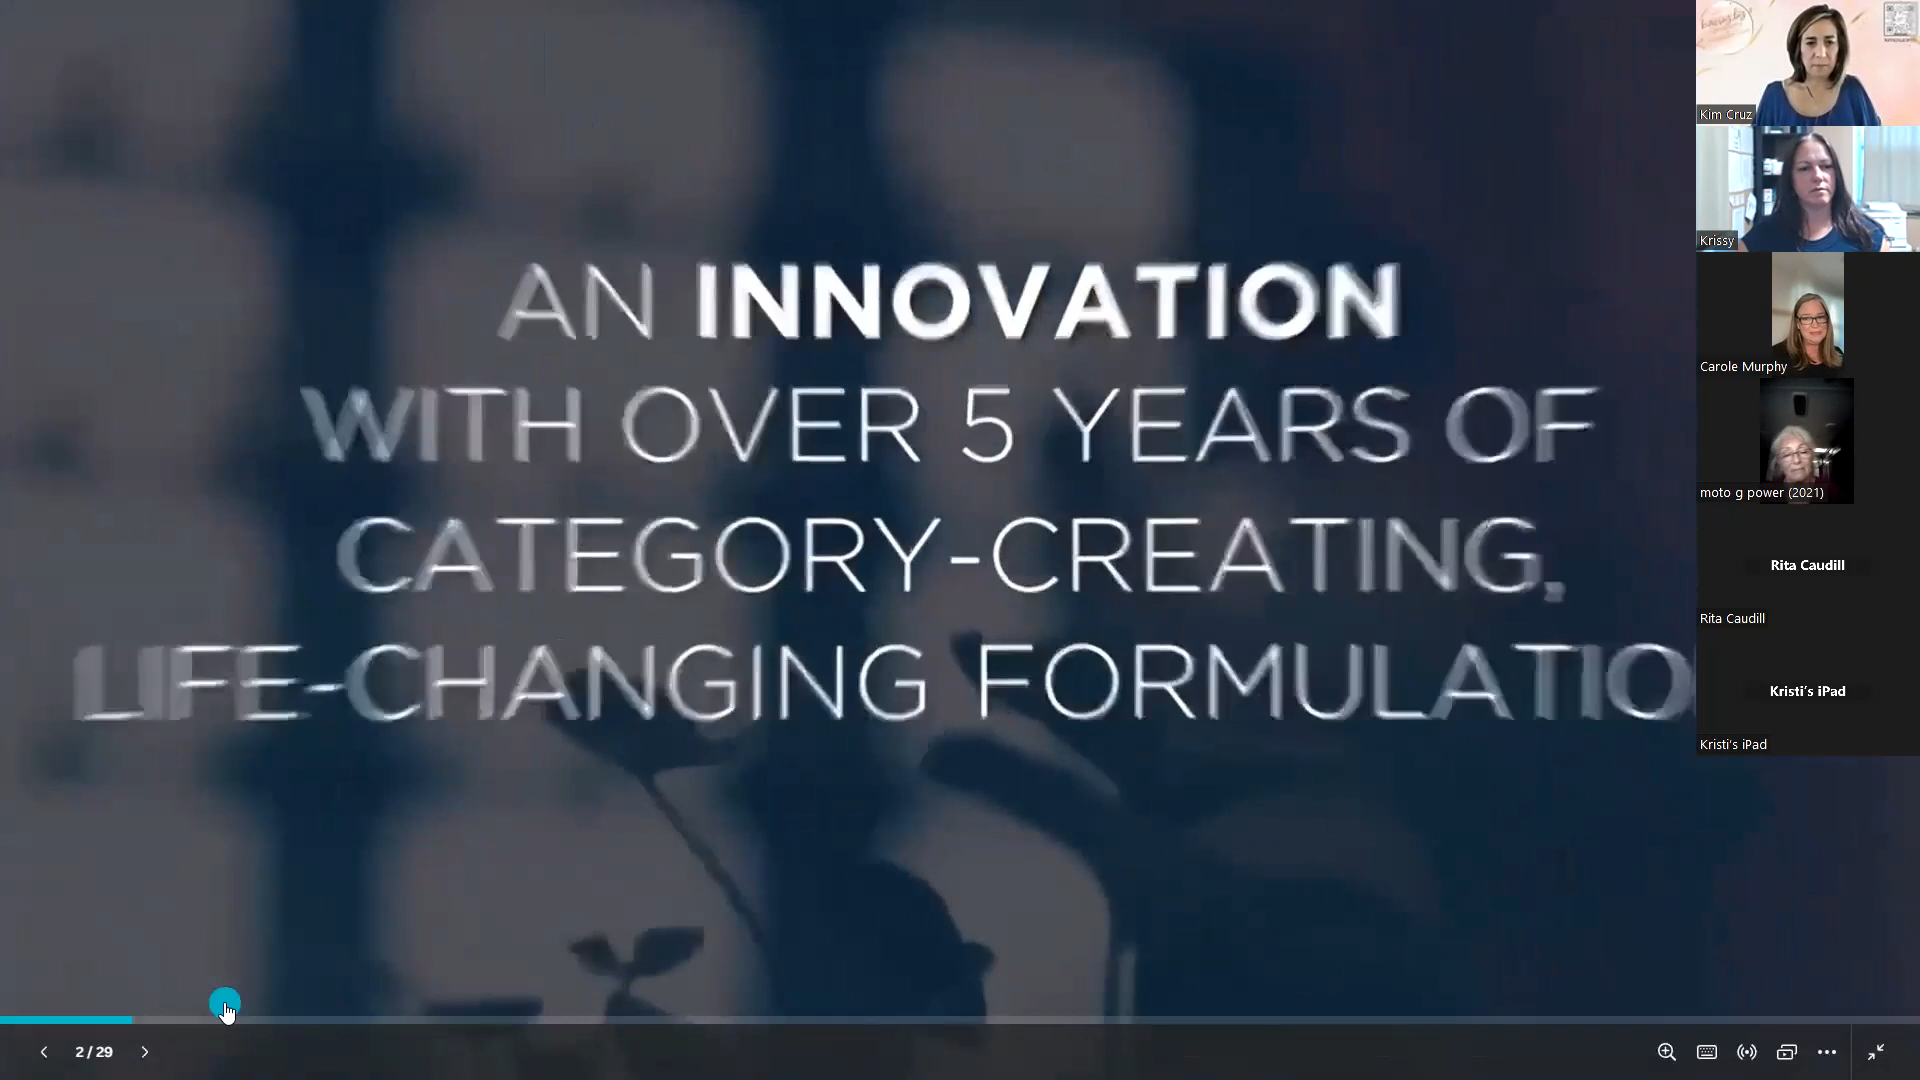 AN INNOVATION
WITH OVER 5 YEARS OF
CATEGORY-CREATING,
LIFE-CHANGING FORMULATIO
Kim Cruz
Krissy
Carole Murphy
moto g power (2021)
Rita Caudill
Rita Caudill
Kristi's iPad
Kristi's iPad
2 / 29